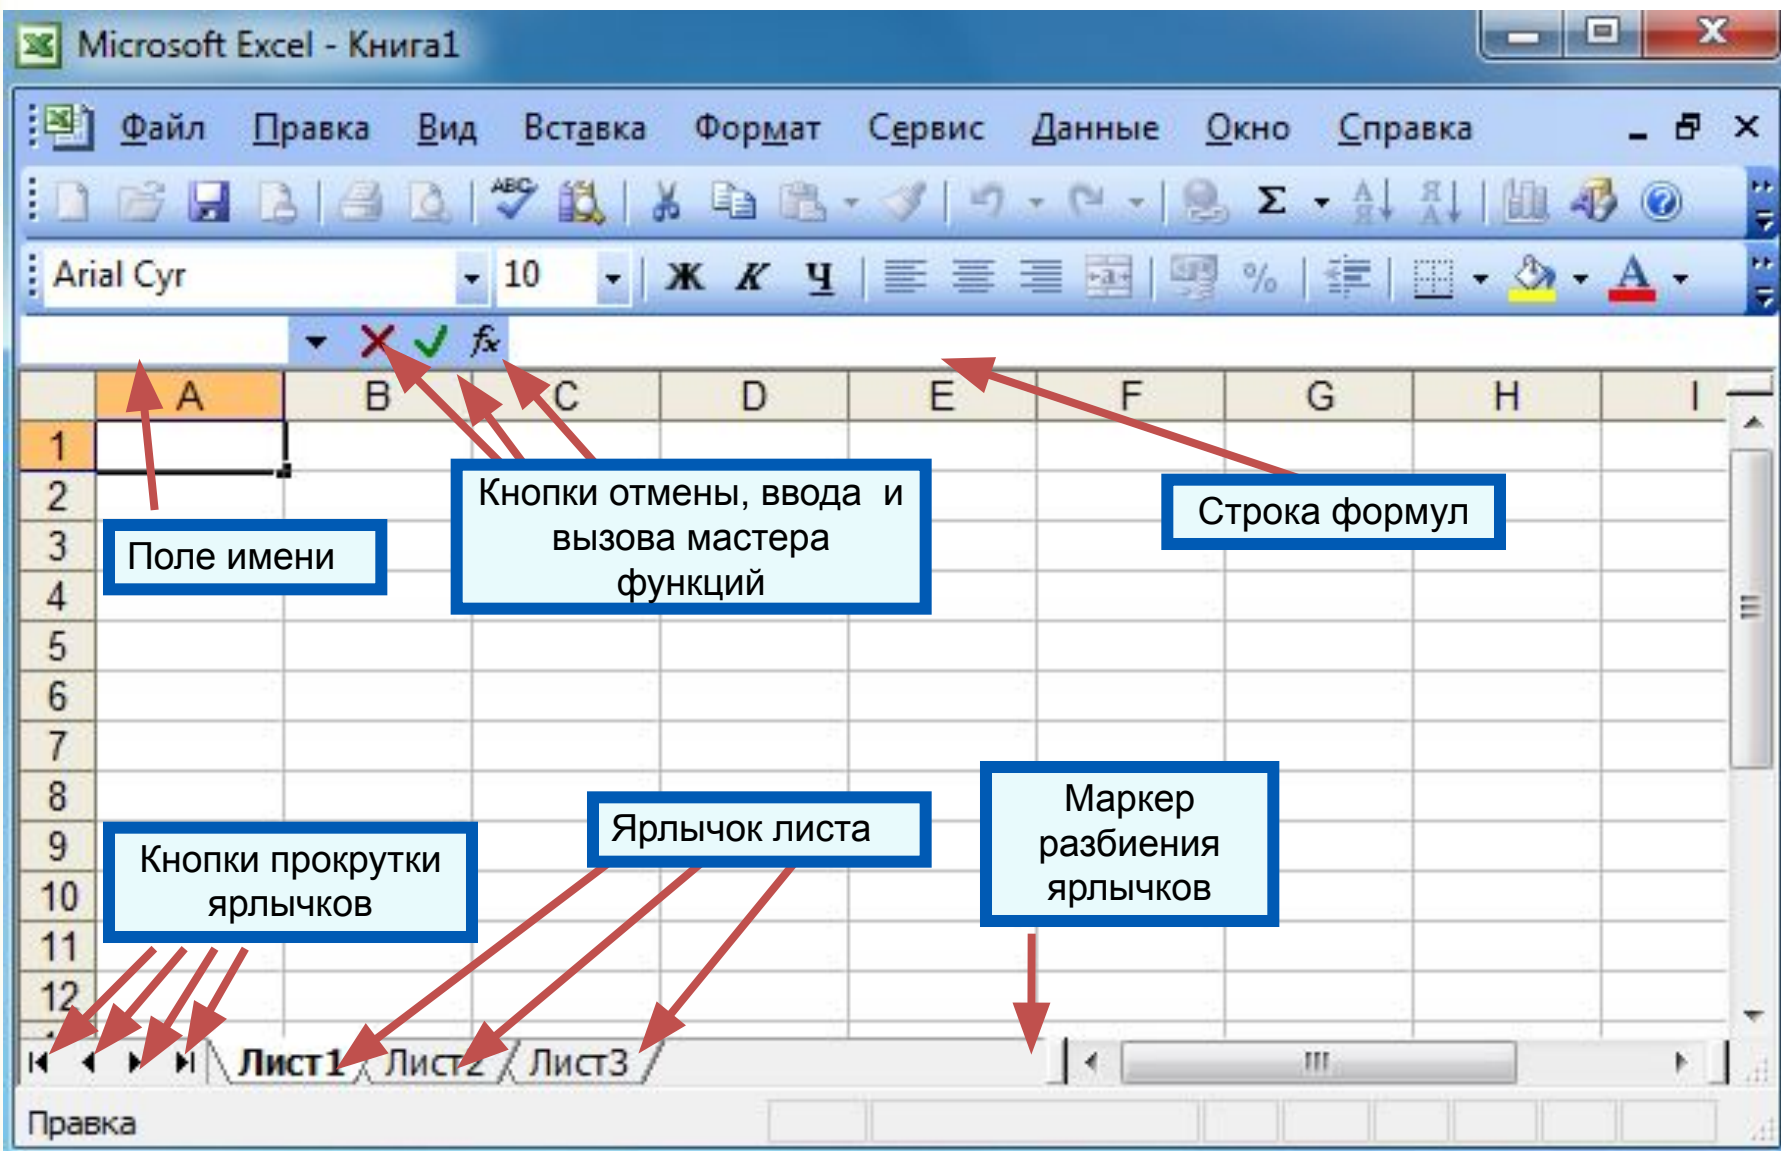 Microsoft Excel - Книга1
Файл Правка Вид Вставка Формат Сервис Данные Окно Справка
ABC Σ А Я Я А
Arial Cyr 10 Ж К Ч а % А
fx
A B C D E F G H I
1
2
3
4
5
6
7
8
9
10
11
12
Поле имени
Кнопки отмены, ввода и
вызова мастера
функций
Строка формул
Кнопки прокрутки
ярлычков
Ярлычок листа
Маркер
разбиения
ярлычков
Лист1 Лист2 Лист3
Правка